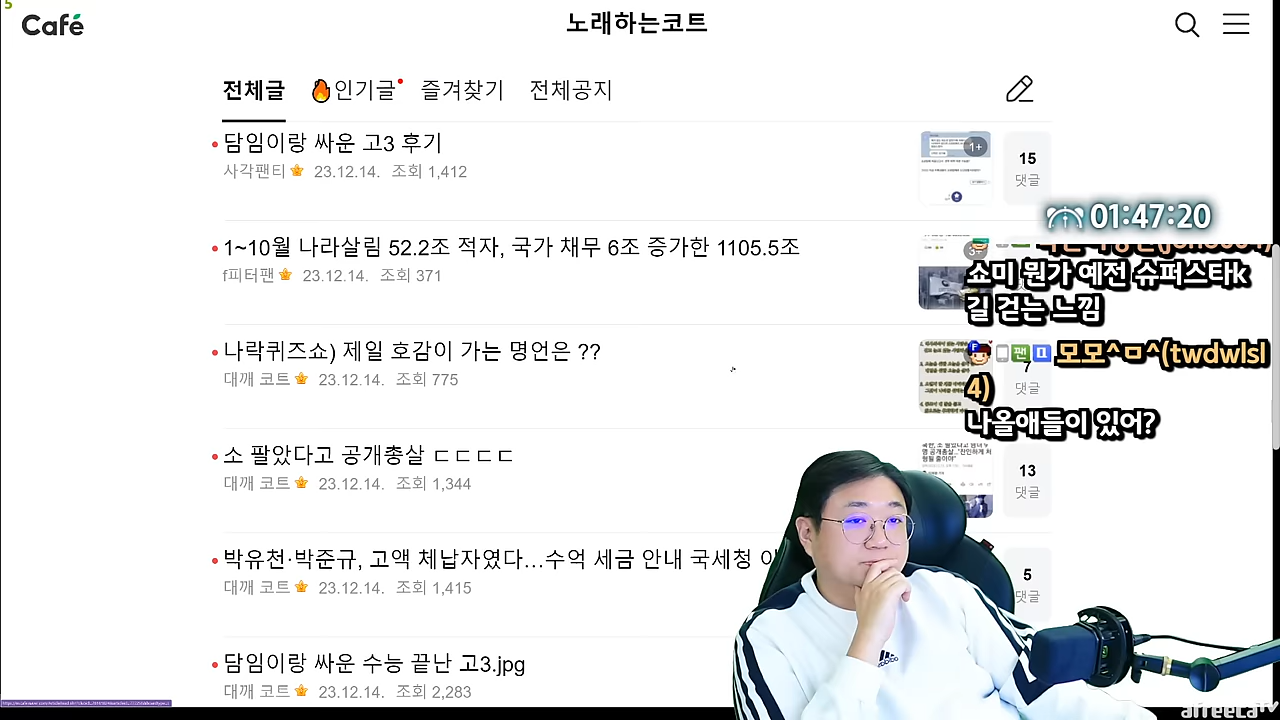 5
Café
노래하는코트
전체글
인기글
즐겨찾기
전체공지
담임이랑 싸운 고3 후기
사각팬티 23.12.14. 조회 1,412
1+
15
댓글
01:47:20
1~10월 나라살림 52.2조 적자, 국가 채무 6조 증가한 1105.5조
f피터팬 23.12.14. 조회 371
3+
쇼미 뭔가 예전 슈퍼스타k
길 걷는 느낌
나락퀴즈쇼) 제일 호감이 가는 명언은 ??
대깨 코트 23.12.14. 조회 775
7
댓글
F 팬 모모^ㅁ^(twdwlsl
4)
나올애들이 있어?
소 팔았다고 공개총살 ㄷㄷㄷㄷ
대깨 코트 23.12.14. 조회 1,344
13
댓글
박유천·박준규, 고액 체납자였다…수억 세금 안내 국세청
대깨 코트 23.12.14. 조회 1,415
5
댓글
담임이랑 싸운 수능 끝난 고3.jpg
대깨 코트 23.12.14. 조회 2,283
adidas
afreecaTV